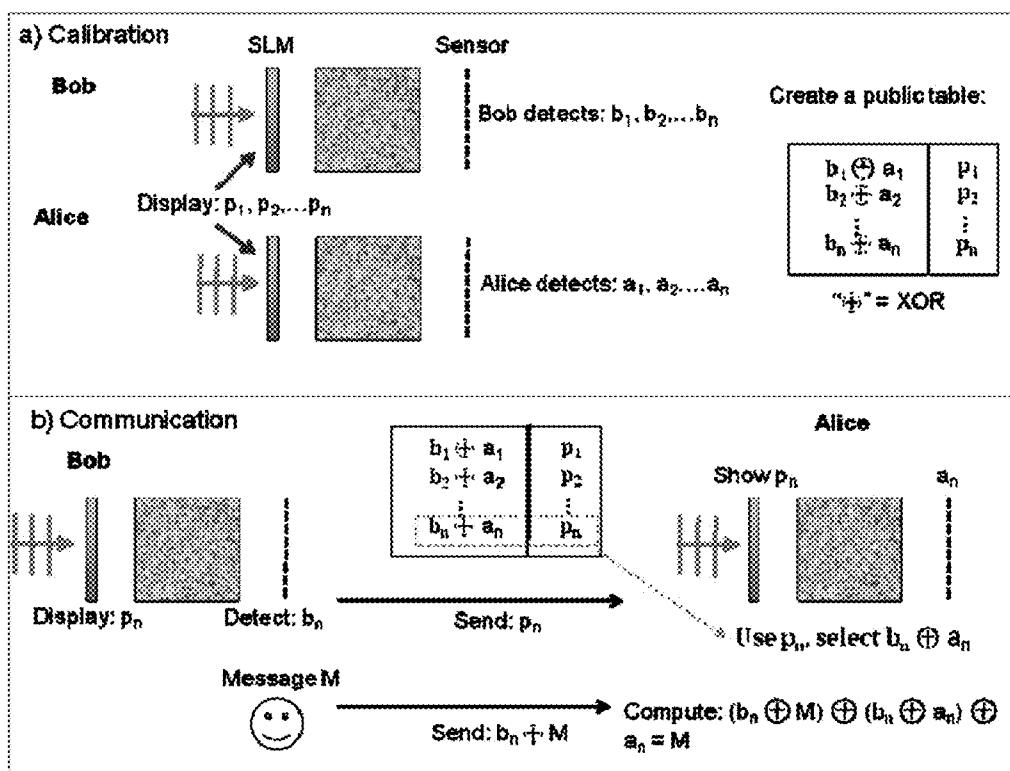 a) Calibration
SLM
Sensor
Bob
Bob detects: b₁, b₂,...bₙ
Create a public table:
b₁ ⊕ a₁ p₁
b₂ ⊕ a₂ p₂
⋮ ⋮
bₙ ⊕ aₙ pₙ
"⊕" = XOR
Display: p₁, p₂,...pₙ
Alice
Alice detects: a₁, a₂....aₙ
b) Communication
Bob
Alice
b₁ ⊕ a₁ p₁
b₂ ⊕ a₂ p₂
⋮ ⋮
bₙ ⊕ aₙ pₙ
Show pₙ
aₙ
Display: pₙ
Detect: bₙ
Send: pₙ
Use pₙ, select bₙ ⊕ aₙ
Message M
Send: bₙ ⊕ M
Compute: (bₙ ⊕ M) ⊕ (bₙ ⊕ aₙ) ⊕
aₙ = M